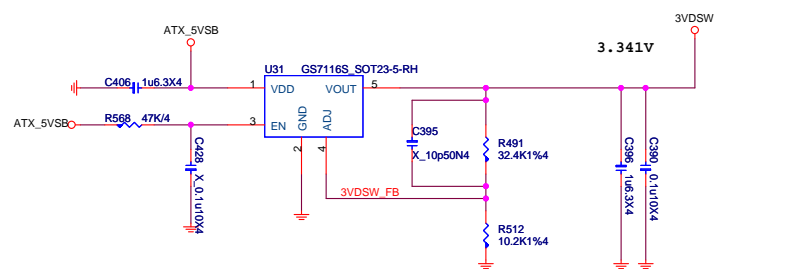 3VDSW
ATX_5VSB
3.341V
U31 GS7116S_SOT23-5-RH
C406 1u6.3X4
1 VDD VOUT 5
ATX_5VSB R568 47K/4
3 EN GND ADJ
2 4
C395
X_10p50N4
R491
32.4K1%4
C428 X_0.1u10X4
C396 1u6.3X4
C390 0.1u10X4
3VDSW_FB
R512
10.2K1%4